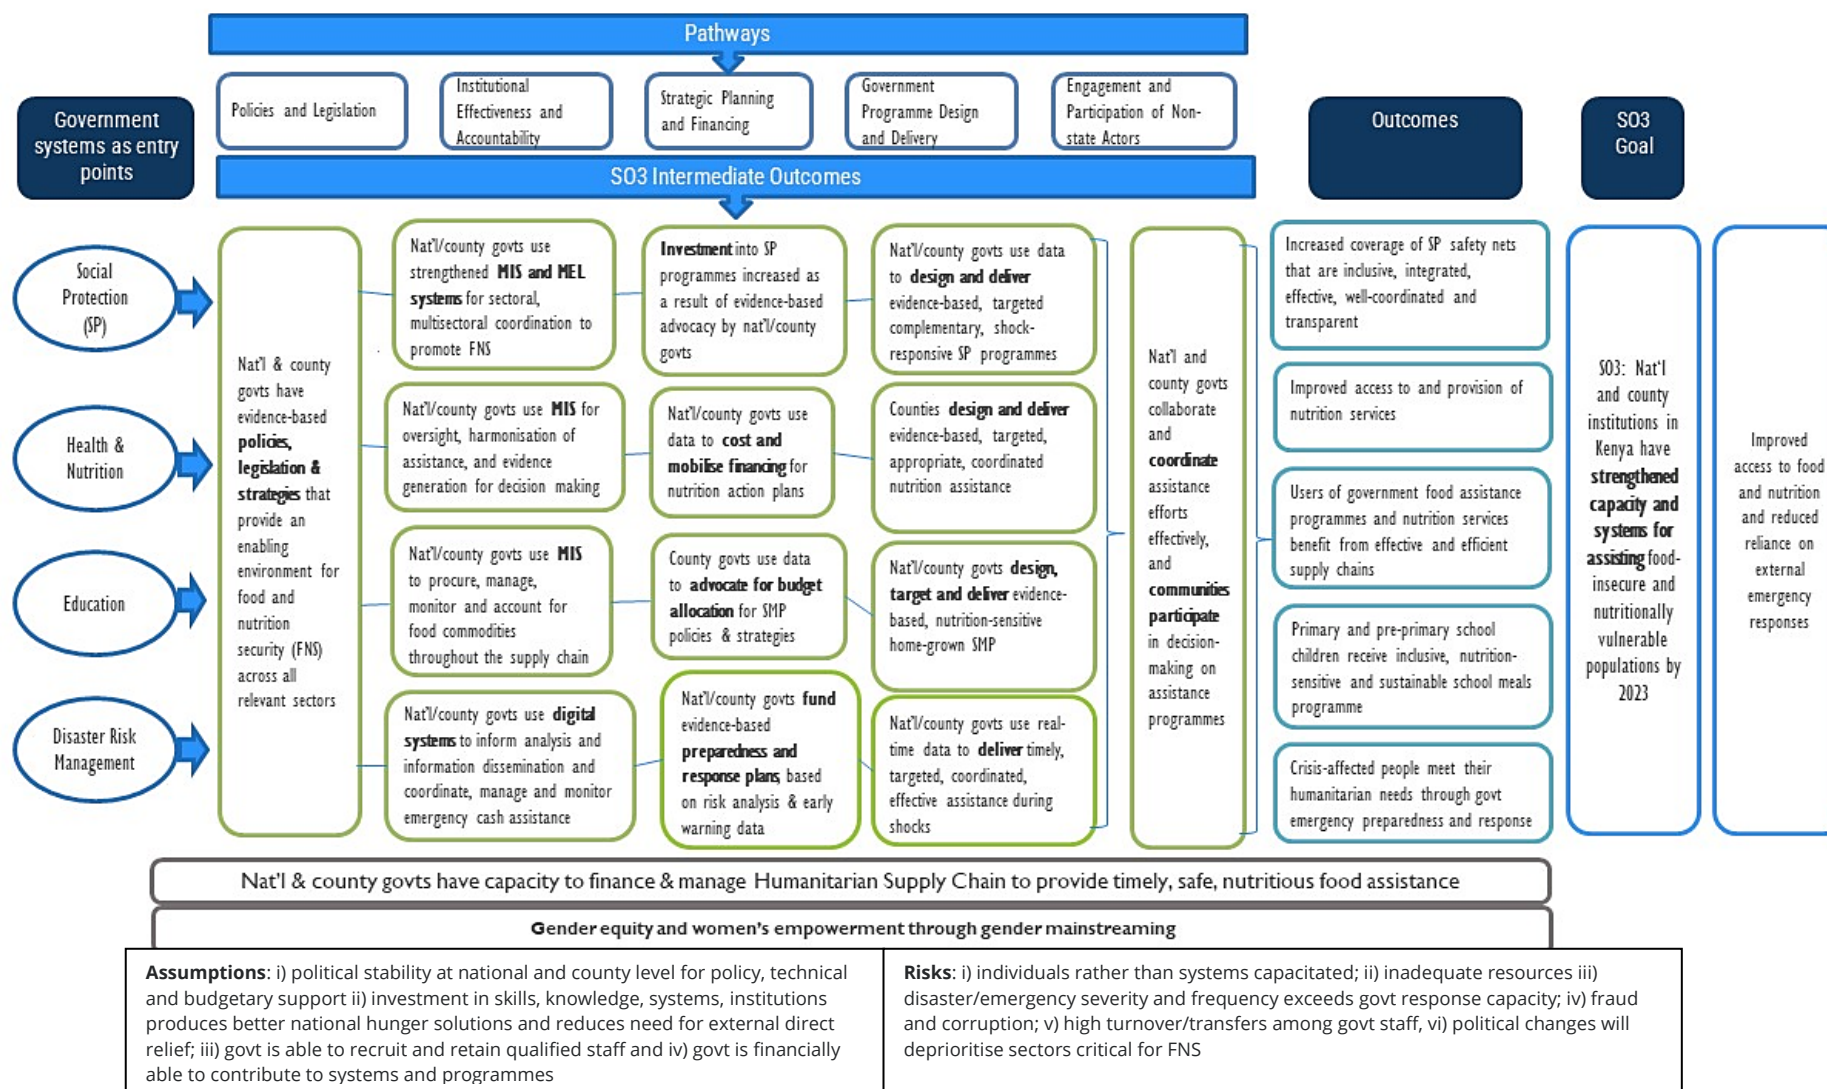 Pathways
Policies and Legislation
Institutional
Effectiveness and
Accountability
Strategic Planning
and Financing
Government
Programme Design
and Delivery
Engagement and
Participation of Non-
state Actors
Government
systems as entry
points
Outcomes
SO3
Goal
SO3 Intermediate Outcomes
Social
Protection
(SP)
Health &
Nutrition
Education
Disaster Risk
Management
Nat'l & county
govts have
evidence-based
policies,
legislation &
strategies that
provide an
enabling
environment for
food and
nutrition
security (FNS)
across all
relevant sectors
Nat'l/county govts use
strengthened MIS and MEL
systems for sectoral,
multisectoral coordination to
promote FNS
Investment into SP
programmes increased as
a result of evidence-based
advocacy by nat'l/county
govts
Nat'l/county govts use data
to design and deliver
evidence-based, targeted
complementary, shock-
responsive SP programmes
Nat'l/county govts use MIS for
oversight, harmonisation of
assistance, and evidence
generation for decision making
Nat'l/county govts use
data to cost and
mobilise financing for
nutrition action plans
Counties design and deliver
evidence-based, targeted,
appropriate, coordinated
nutrition assistance
Nat'l/county govts use MIS
to procure, manage,
monitor and account for
food commodities
throughout the supply chain
County govts use data
to advocate for budget
allocation for SMP
policies & strategies
Nat'l/county govts design,
target and deliver evidence-
based, nutrition-sensitive
home-grown SMP
Nat'l/county govts use digital
systems to inform analysis and
information dissemination and
coordinate, manage and monitor
emergency cash assistance
Nat'l/county govts fund
evidence-based
preparedness and
response plans, based
on risk analysis & early
warning data
Nat'l/county govts use real-
time data to deliver timely,
targeted, coordinated,
effective assistance during
shocks
Nat'l and
county govts
collaborate
and
coordinate
assistance
efforts
effectively,
and
communities
participate
in decision-
making on
assistance
programmes
Increased coverage of SP safety nets
that are inclusive, integrated,
effective, well-coordinated and
transparent
Improved access to and provision of
nutrition services
Users of government food assistance
programmes and nutrition services
benefit from effective and efficient
supply chains
Primary and pre-primary school
children receive inclusive, nutrition-
sensitive and sustainable school meals
programme
Crisis-affected people meet their
humanitarian needs through govt
emergency preparedness and response
SO3: Nat'l
and county
institutions in
Kenya have
strengthened
capacity and
systems for
assisting food-
insecure and
nutritionally
vulnerable
populations by
2023
Improved
access to food
and nutrition
and reduced
reliance on
external
emergency
responses
Nat'l & county govts have capacity to finance & manage Humanitarian Supply Chain to provide timely, safe, nutritious food assistance
Gender equity and women's empowerment through gender mainstreaming
Assumptions: i) political stability at national and county level for policy, technical
and budgetary support ii) investment in skills, knowledge, systems, institutions
produces better national hunger solutions and reduces need for external direct
relief; iii) govt is able to recruit and retain qualified staff and iv) govt is financially
able to contribute to systems and programmes
Risks: i) individuals rather than systems capacitated; ii) inadequate resources iii)
disaster/emergency severity and frequency exceeds govt response capacity; iv) fraud
and corruption; v) high turnover/transfers among govt staff, vi) political changes will
deprioritise sectors critical for FNS